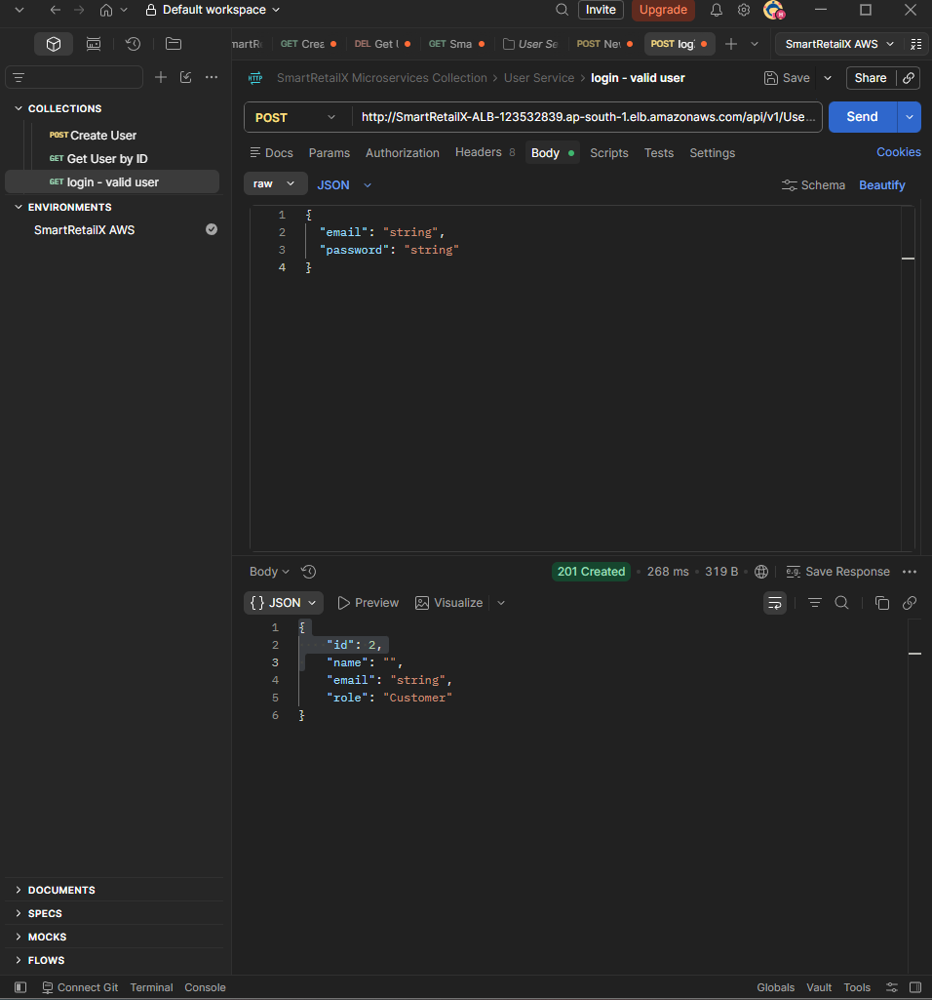 Default workspace
Invite
Upgrade
martRe
GET Crea
DEL Get U
GET Sma
User Se
POST Nev
POST log
SmartRetailX AWS
SmartRetailX Microservices Collection > User Service > login - valid user
Save
Share
COLLECTIONS
POST Create User
GET Get User by ID
GET login - valid user
ENVIRONMENTS
SmartRetailX AWS
POST
http://SmartRetailX-ALB-123532839.ap-south-1.elb.amazonaws.com/api/v1/Use...
Send
Docs Params Authorization Headers 8 Body Scripts Tests Settings
Cookies
raw JSON
Schema Beautify
1 {
2 "email": "string",
3 "password": "string"
4 }
Body
201 Created • 268 ms • 319 B
e.g. Save Response
{} JSON Preview Visualize
1 {
2 "id": 2,
3 "name": "",
4 "email": "string",
5 "role": "Customer"
6 }
DOCUMENTS
SPECS
MOCKS
FLOWS
Connect Git Terminal Console
Globals Vault Tools